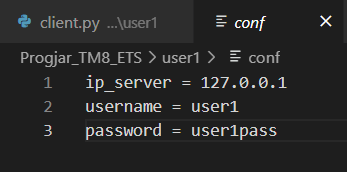 client.py ...\user1 conf
Progjar_TM8_ETS > user1 > conf
1 ip_server = 127.0.0.1
2 username = user1
3 password = user1pass